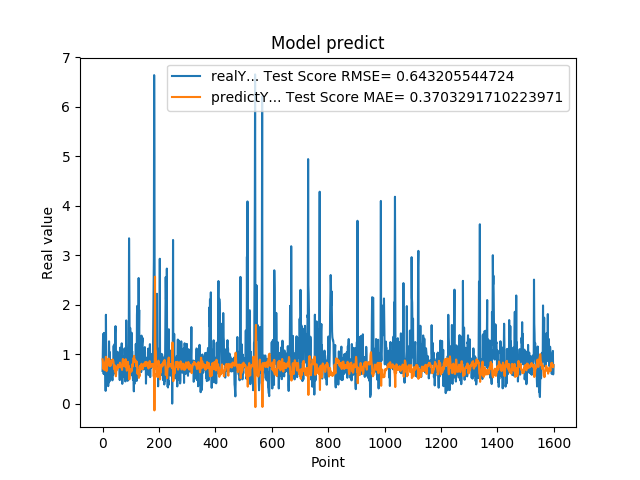 Model predict
realY... Test Score RMSE= 0.643205544724
predictY... Test Score MAE= 0.3703291710223971
Real value
7
6
5
4
3
2
1
0
0 200 400 600 800 1000 1200 1400 1600
Point